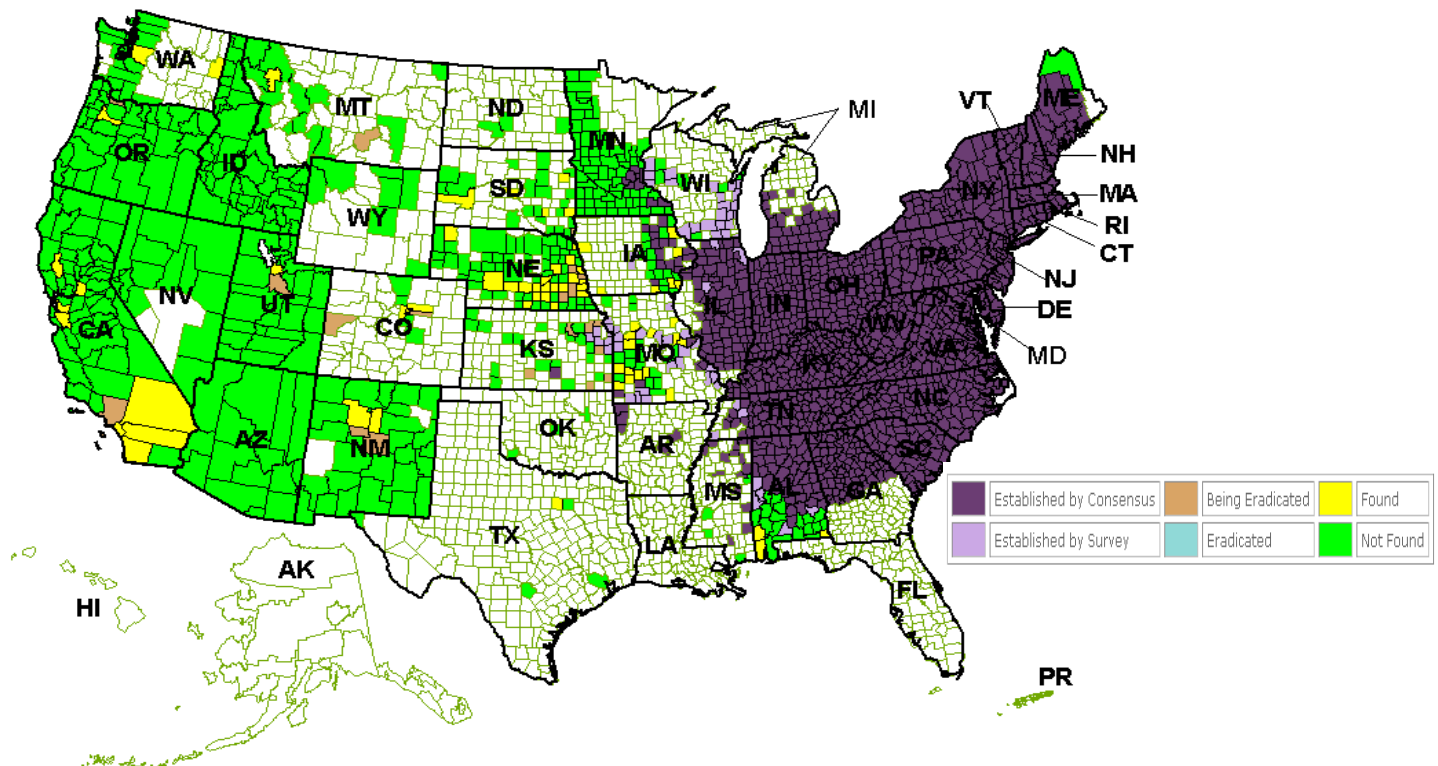 WA
MT
ND
MN
MI
VT
ME
OR
ID
SD
WI
NH
WY
NY
MA
RI
CT
NE
IA
PA
NJ
NV
UT
CO
IL
IN
OH
DE
CA
KS
MO
WV
VA
MD
KY
AZ
NM
OK
AR
TN
NC
SC
MS
AL
GA
TX
LA
Established by Consensus
Being Eradicated
Found
Established by Survey
Eradicated
Not Found
AK
HI
FL
PR